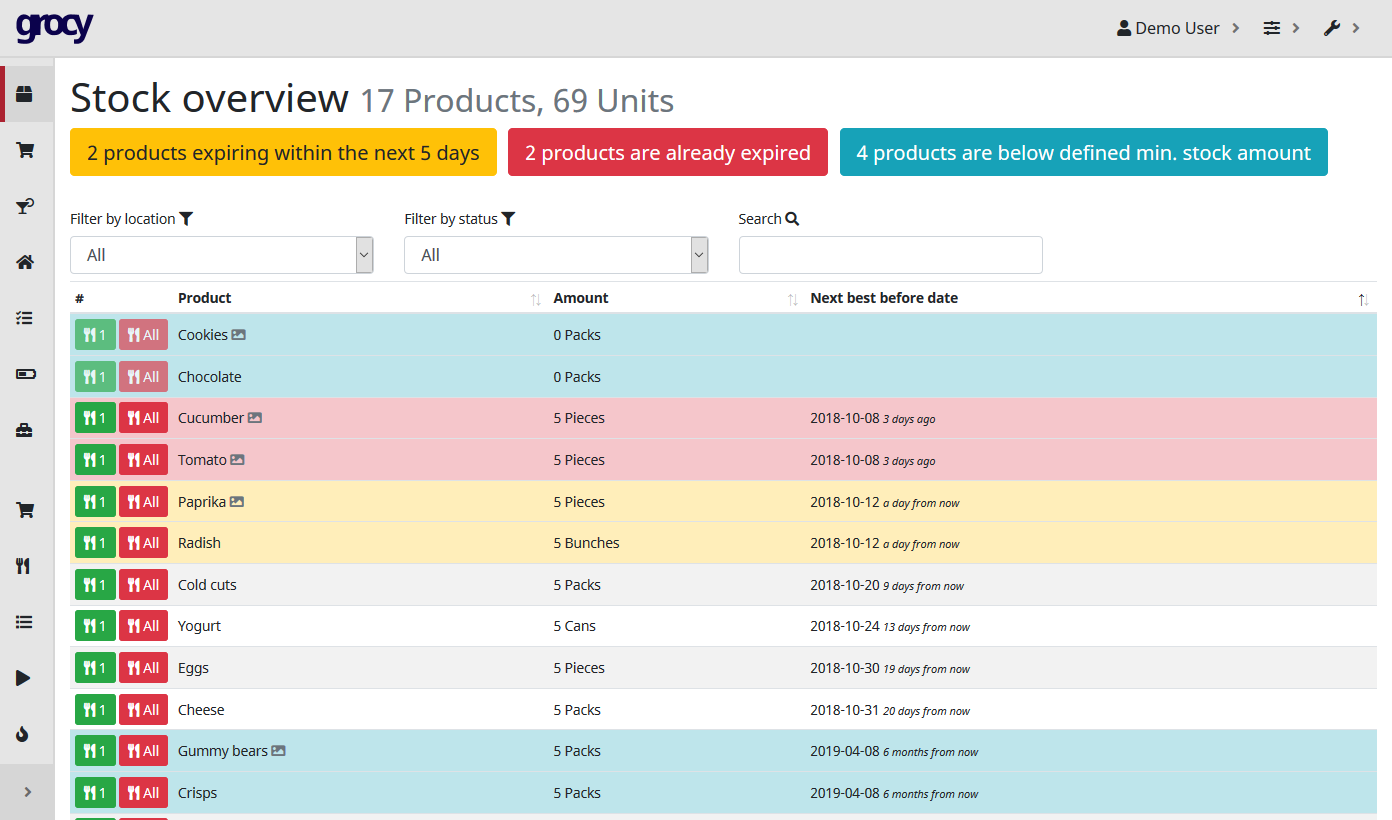 grocy
Demo User
Stock overview 17 Products, 69 Units
2 products expiring within the next 5 days
2 products are already expired
4 products are below defined min. stock amount
Filter by location
Filter by status
Search
All
All
# Product Amount Next best before date
1 All Cookies 0 Packs
1 All Chocolate 0 Packs
1 All Cucumber 5 Pieces 2018-10-08 3 days ago
1 All Tomato 5 Pieces 2018-10-08 3 days ago
1 All Paprika 5 Pieces 2018-10-12 a day from now
1 All Radish 5 Bunches 2018-10-12 a day from now
1 All Cold cuts 5 Packs 2018-10-20 9 days from now
1 All Yogurt 5 Cans 2018-10-24 13 days from now
1 All Eggs 5 Pieces 2018-10-30 19 days from now
1 All Cheese 5 Packs 2018-10-31 20 days from now
1 All Gummy bears 5 Packs 2019-04-08 6 months from now
1 All Crisps 5 Packs 2019-04-08 6 months from now